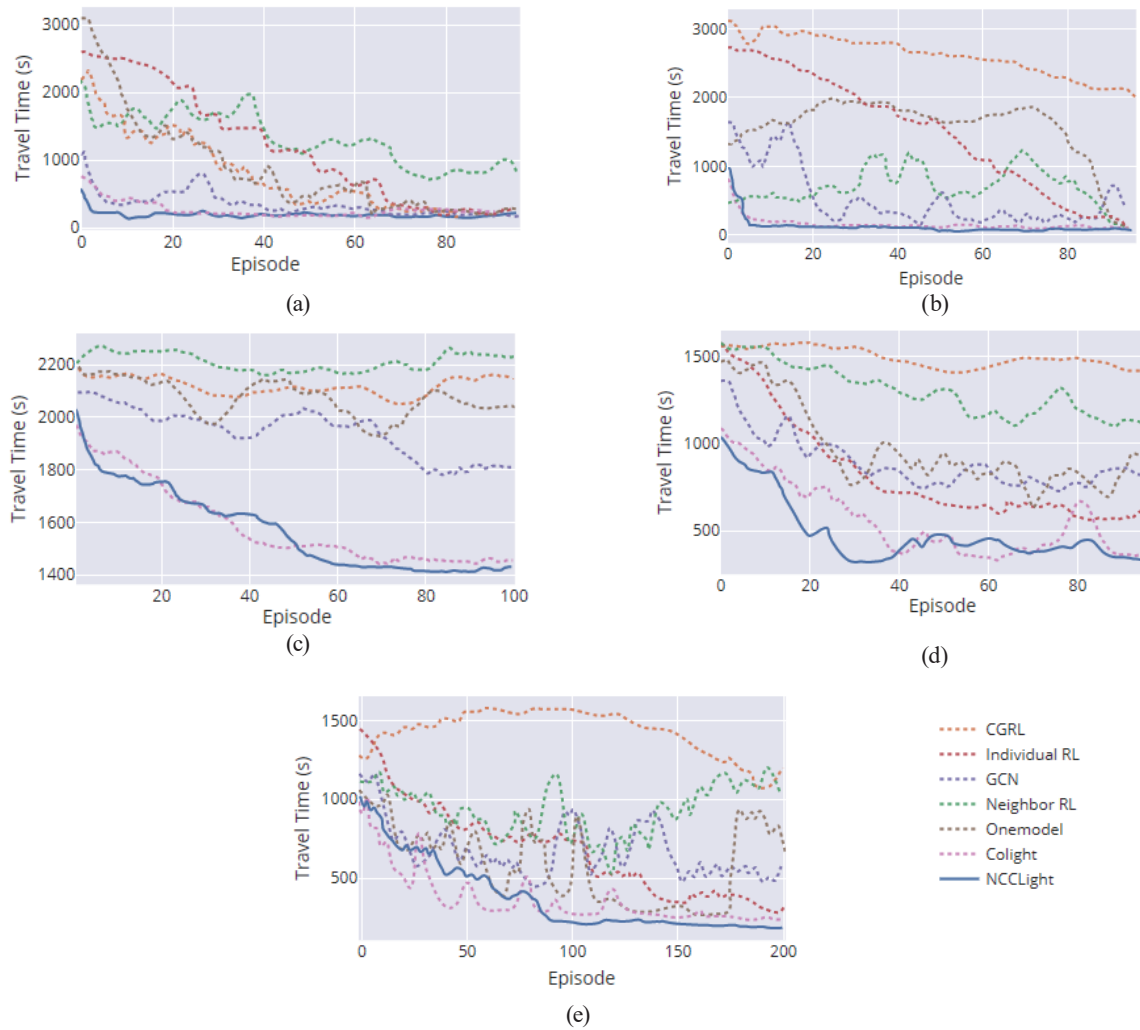 3000
2000
1000
0
Travel Time (s)
0
20
40
60
80
Episode
(a)
3000
2000
1000
0
Travel Time (s)
0
20
40
60
80
Episode
(b)
2200
2000
1800
1600
1400
Travel Time (s)
20
40
60
80
100
Episode
(c)
1500
1000
500
Travel Time (s)
0
20
40
60
80
Episode
(d)
1500
1000
500
Travel Time (s)
0
50
100
150
200
Episode
(e)
CGRL
Individual RL
GCN
Neighbor RL
Onemodel
Colight
NCCLight